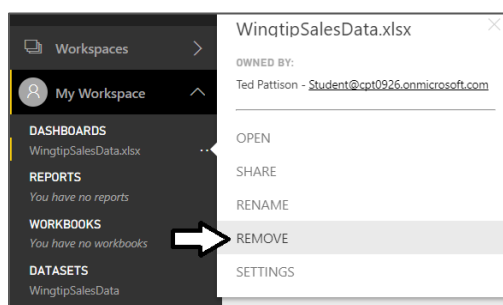 Workspaces
My Workspace
DASHBOARDS
WingtipSalesData.xlsx
REPORTS
You have no reports
WORKBOOKS
You have no workbooks
DATASETS
WingtipSalesData
WingtipSalesData.xlsx
OWNED BY:
Ted Pattison - Student@cpt0926.onmicrosoft.com
OPEN
SHARE
RENAME
REMOVE
SETTINGS